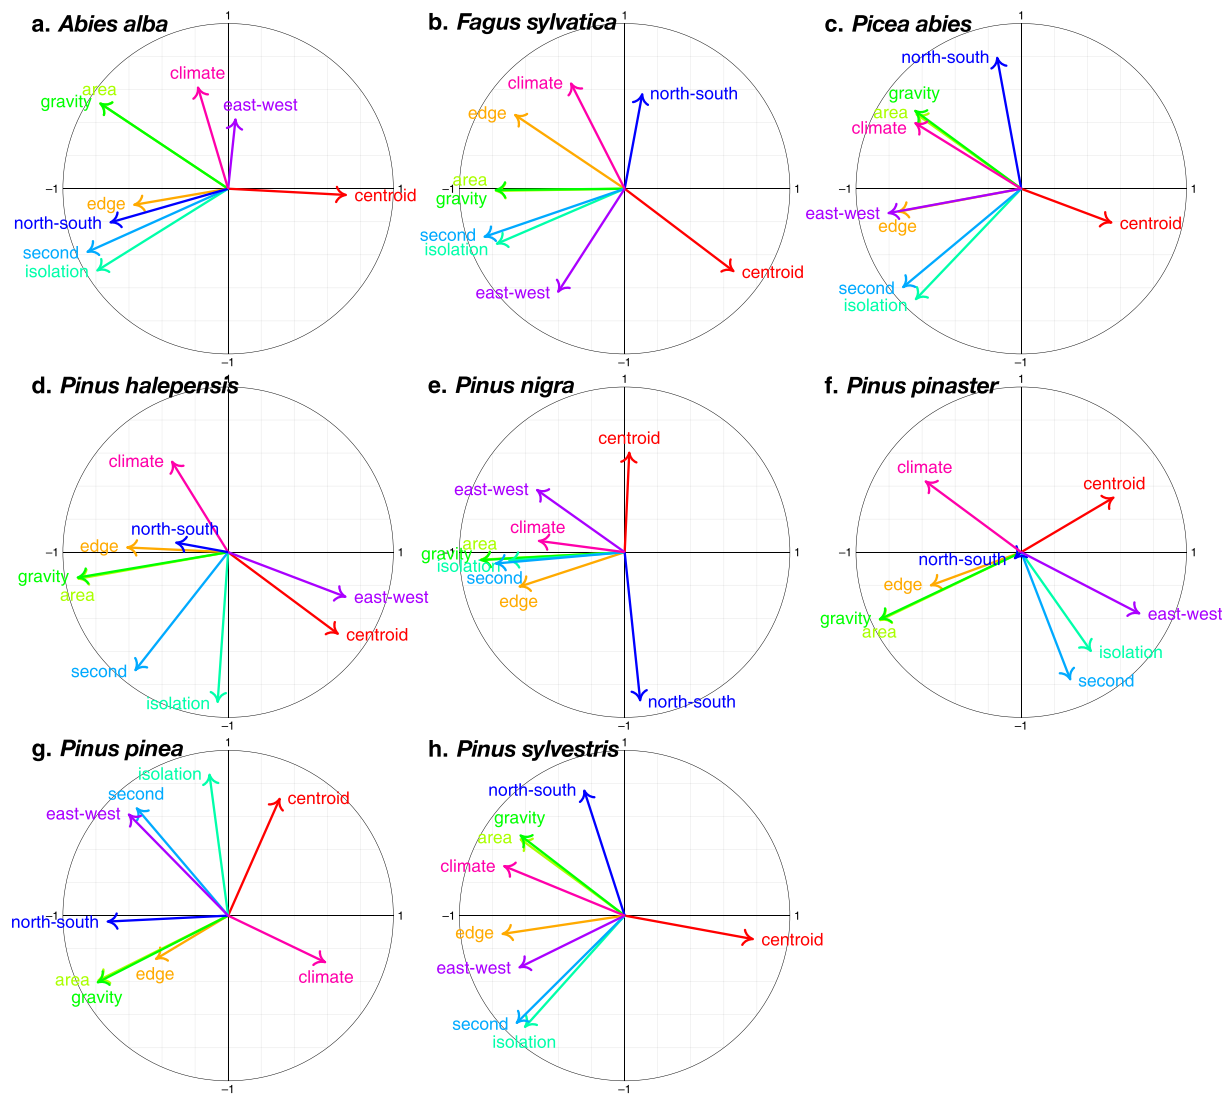 a. Abies alba
1
climate
area
gravity
east-west
−1
1
centroid
edge
north-south
second
isolation
−1
b. Fagus sylvatica
1
climate
north-south
edge
area
−1
1
gravity
second
isolation
centroid
east-west
−1
c. Picea abies
1
north-south
gravity
area
climate
−1
1
east-west
centroid
edge
second
isolation
−1
d. Pinus halepensis
1
climate
north-south
edge
−1
1
gravity
area
east-west
centroid
second
isolation
−1
e. Pinus nigra
1
centroid
east-west
climate
area
gravity
−1
1
isolation
second
edge
north-south
−1
f. Pinus pinaster
1
climate
centroid
−1
1
north-south
edge
gravity
area
east-west
isolation
second
−1
g. Pinus pinea
1
isolation
second
centroid
east-west
−1
1
north-south
edge
area
climate
gravity
−1
h. Pinus sylvestris
1
north-south
gravity
area
climate
−1
1
edge
centroid
east-west
second
isolation
−1